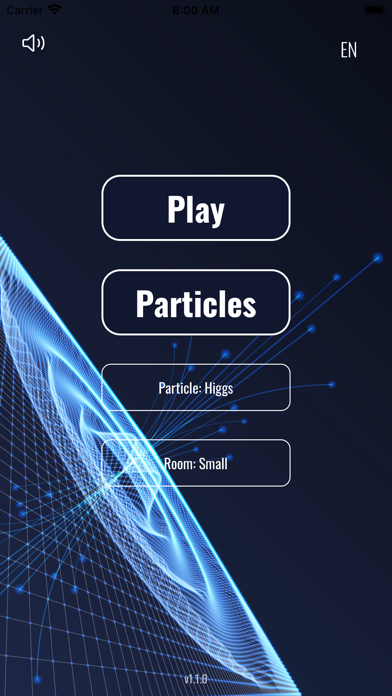 Carrier 8:00 AM
EN
Play
Particles
Particle: Higgs
Room: Small
v1.1.0